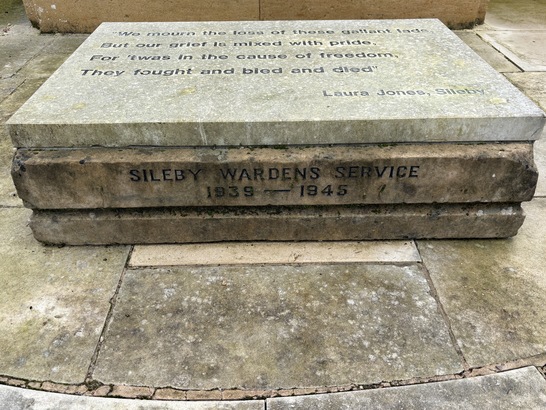 "We mourn the loss of these gallant lads
But our grief is mixed with pride,
For 'twas in the cause of freedom,
They fought and bled and died"
Laura Jones, Sileby
SILEBY WARDENS SERVICE
1939 — 1945